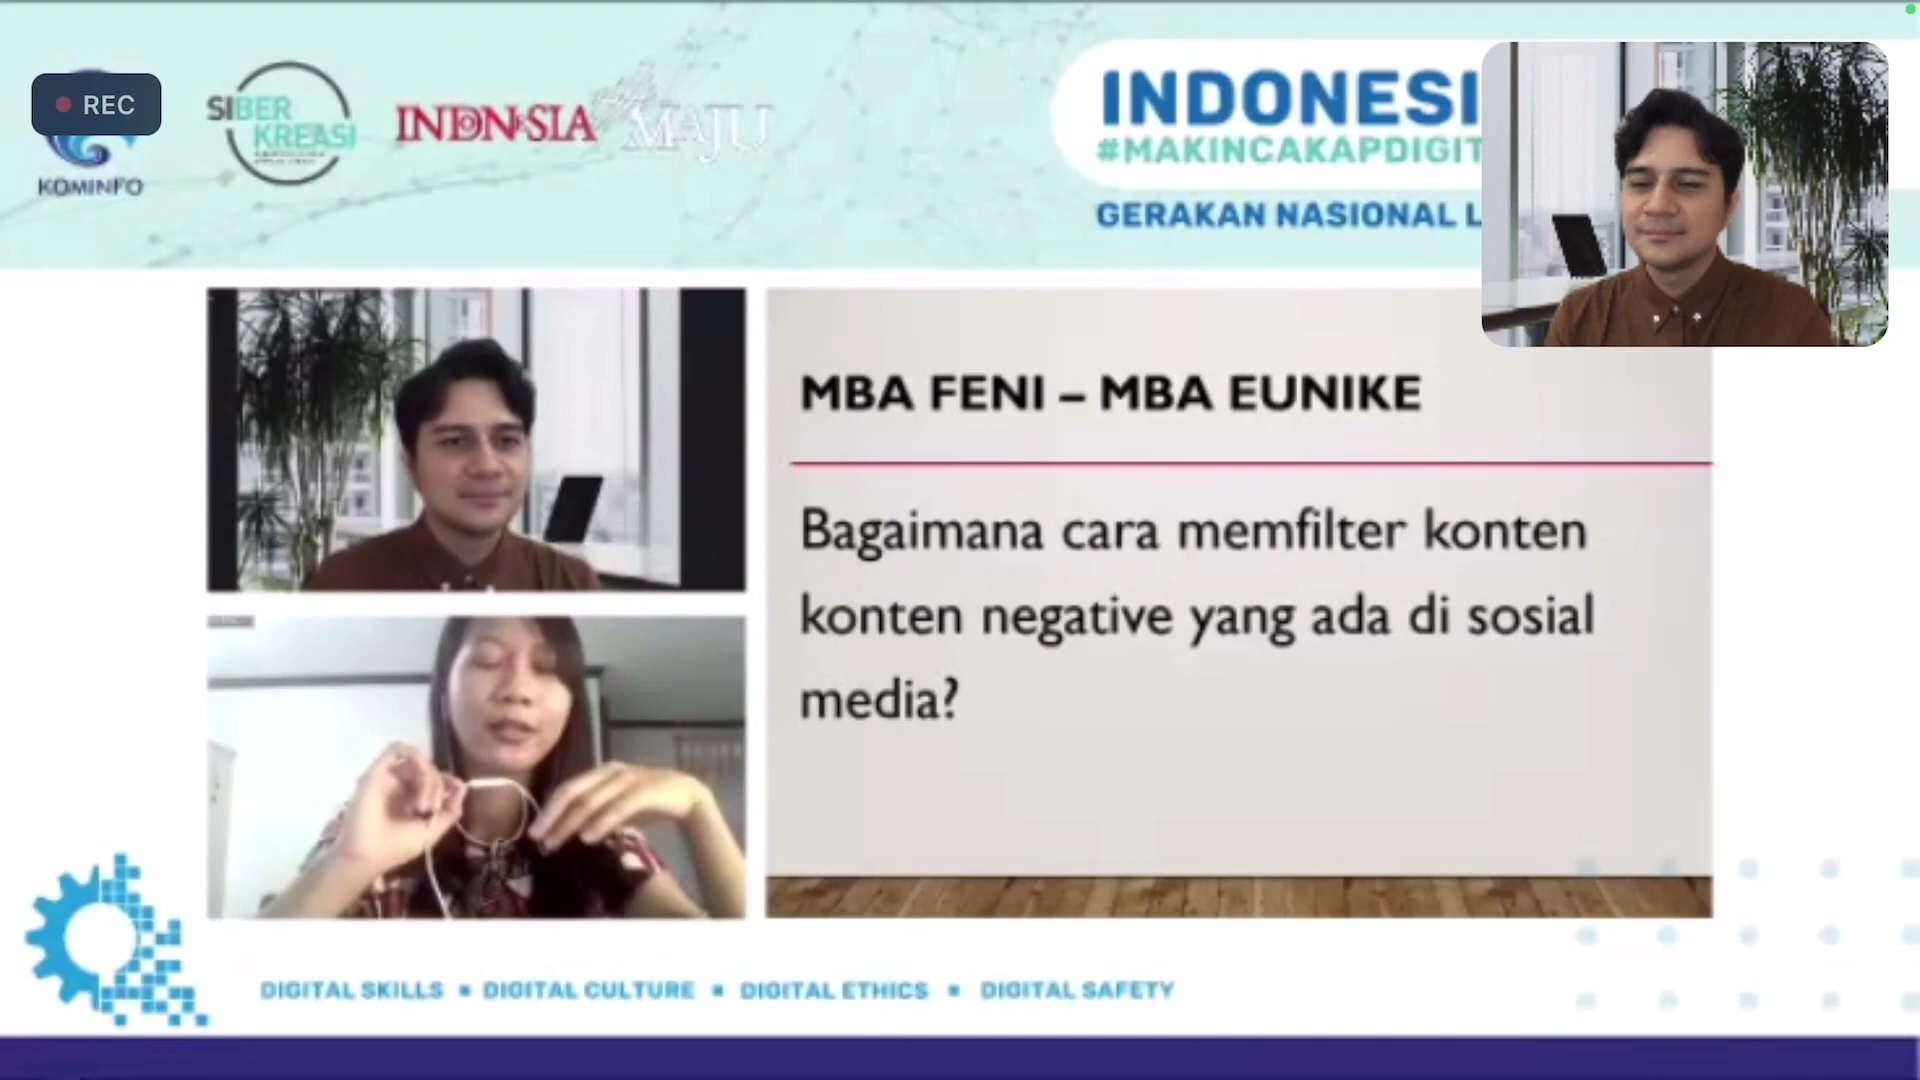 REC
KOMINFO
SIBER
KREASI
INDONESIA
MAJU
INDONESI
#MAKINCAKAPDIGIT
GERAKAN NASIONAL L
MBA FENI – MBA EUNIKE
Bagaimana cara memfilter konten
konten negative yang ada di sosial
media?
DIGITAL SKILLS ▪ DIGITAL CULTURE ▪ DIGITAL ETHICS ▪ DIGITAL SAFETY